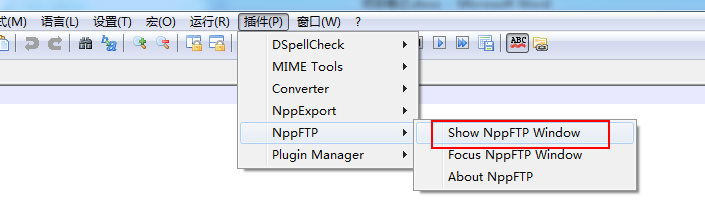 式(M) 语言(L) 设置(T) 宏(O) 运行(R) 插件(P) 窗口(W) ?
ABC
DSpellCheck
MIME Tools
Converter
NppExport
NppFTP
Show NppFTP Window
Plugin Manager
Focus NppFTP Window
About NppFTP